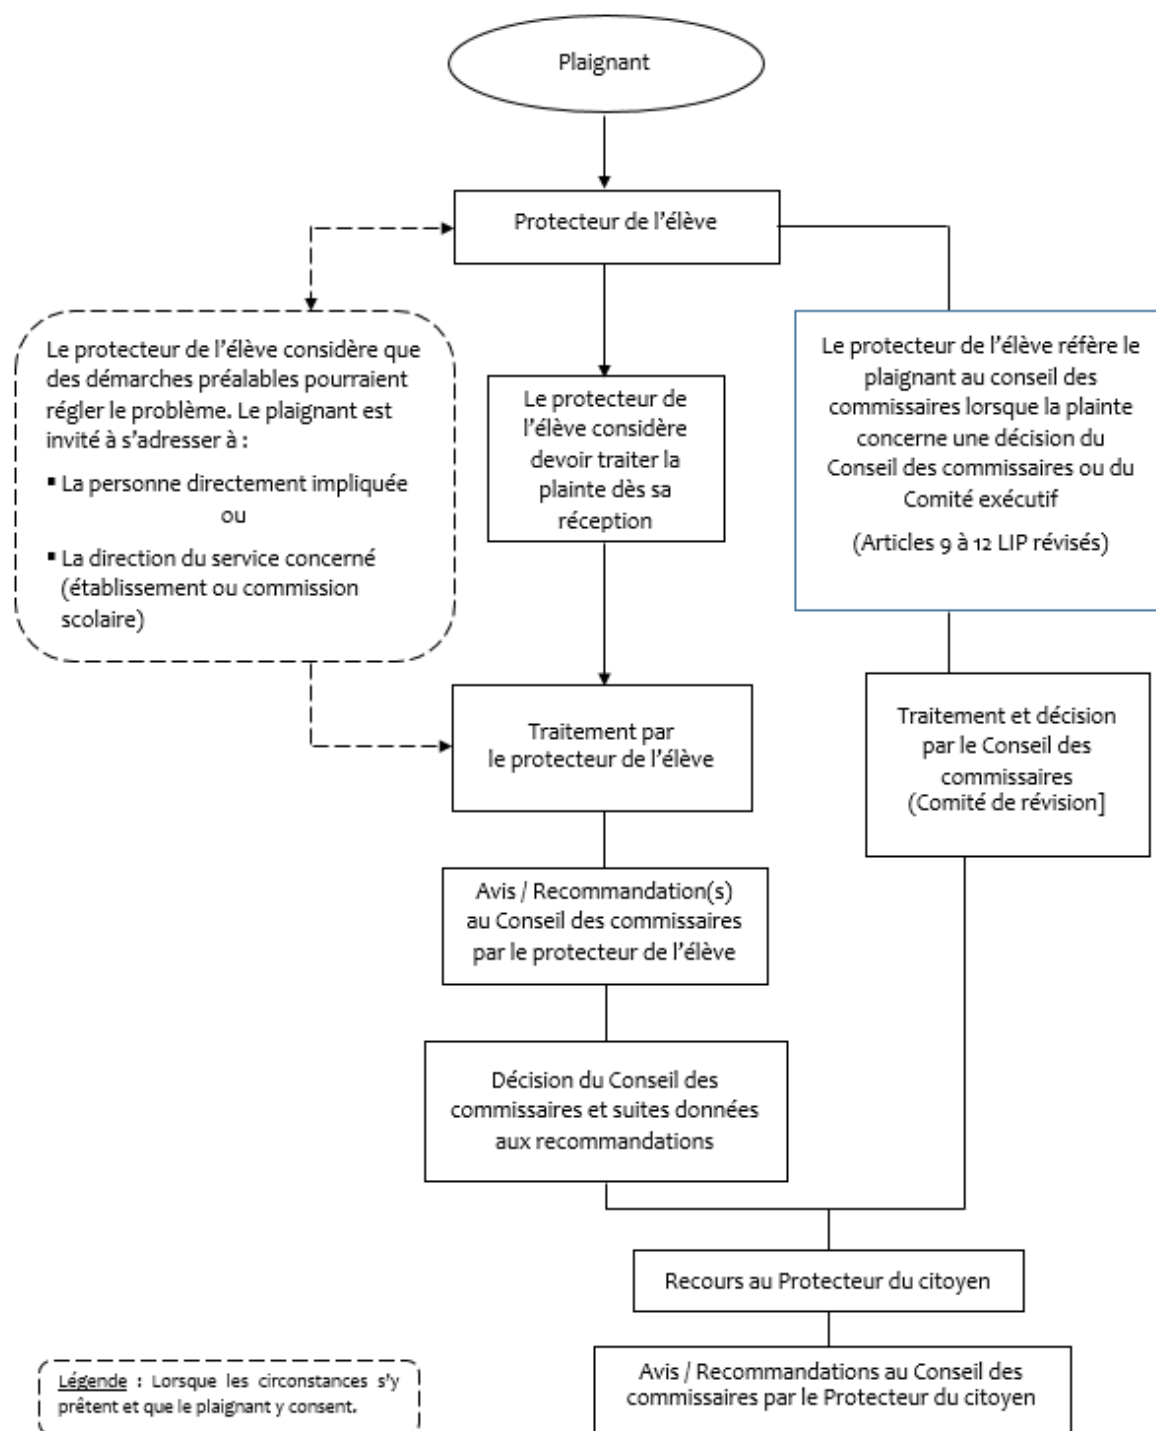 Plaignant
Protecteur de l’élève
Le protecteur de l’élève considère que
des démarches préalables pourraient
régler le problème. Le plaignant est
invité à s’adresser à :
▪ La personne directement impliquée
ou
▪ La direction du service concerné
(établissement ou commission
scolaire)
Le protecteur de
l’élève considère
devoir traiter la
plainte dès sa
réception
Le protecteur de l’élève réfère le
plaignant au conseil des
commissaires lorsque la plainte
concerne une décision du
Conseil des commissaires ou du
Comité exécutif
(Articles 9 à 12 LIP révisés)
Traitement par
le protecteur de l’élève
Traitement et décision
par le Conseil des
commissaires
(Comité de révision]
Avis / Recommandation(s)
au Conseil des commissaires
par le protecteur de l’élève
Décision du Conseil des
commissaires et suites données
aux recommandations
Recours au Protecteur du citoyen
Avis / Recommandations au Conseil des
commissaires par le Protecteur du citoyen
Légende : Lorsque les circonstances s’y
prêtent et que le plaignant y consent.